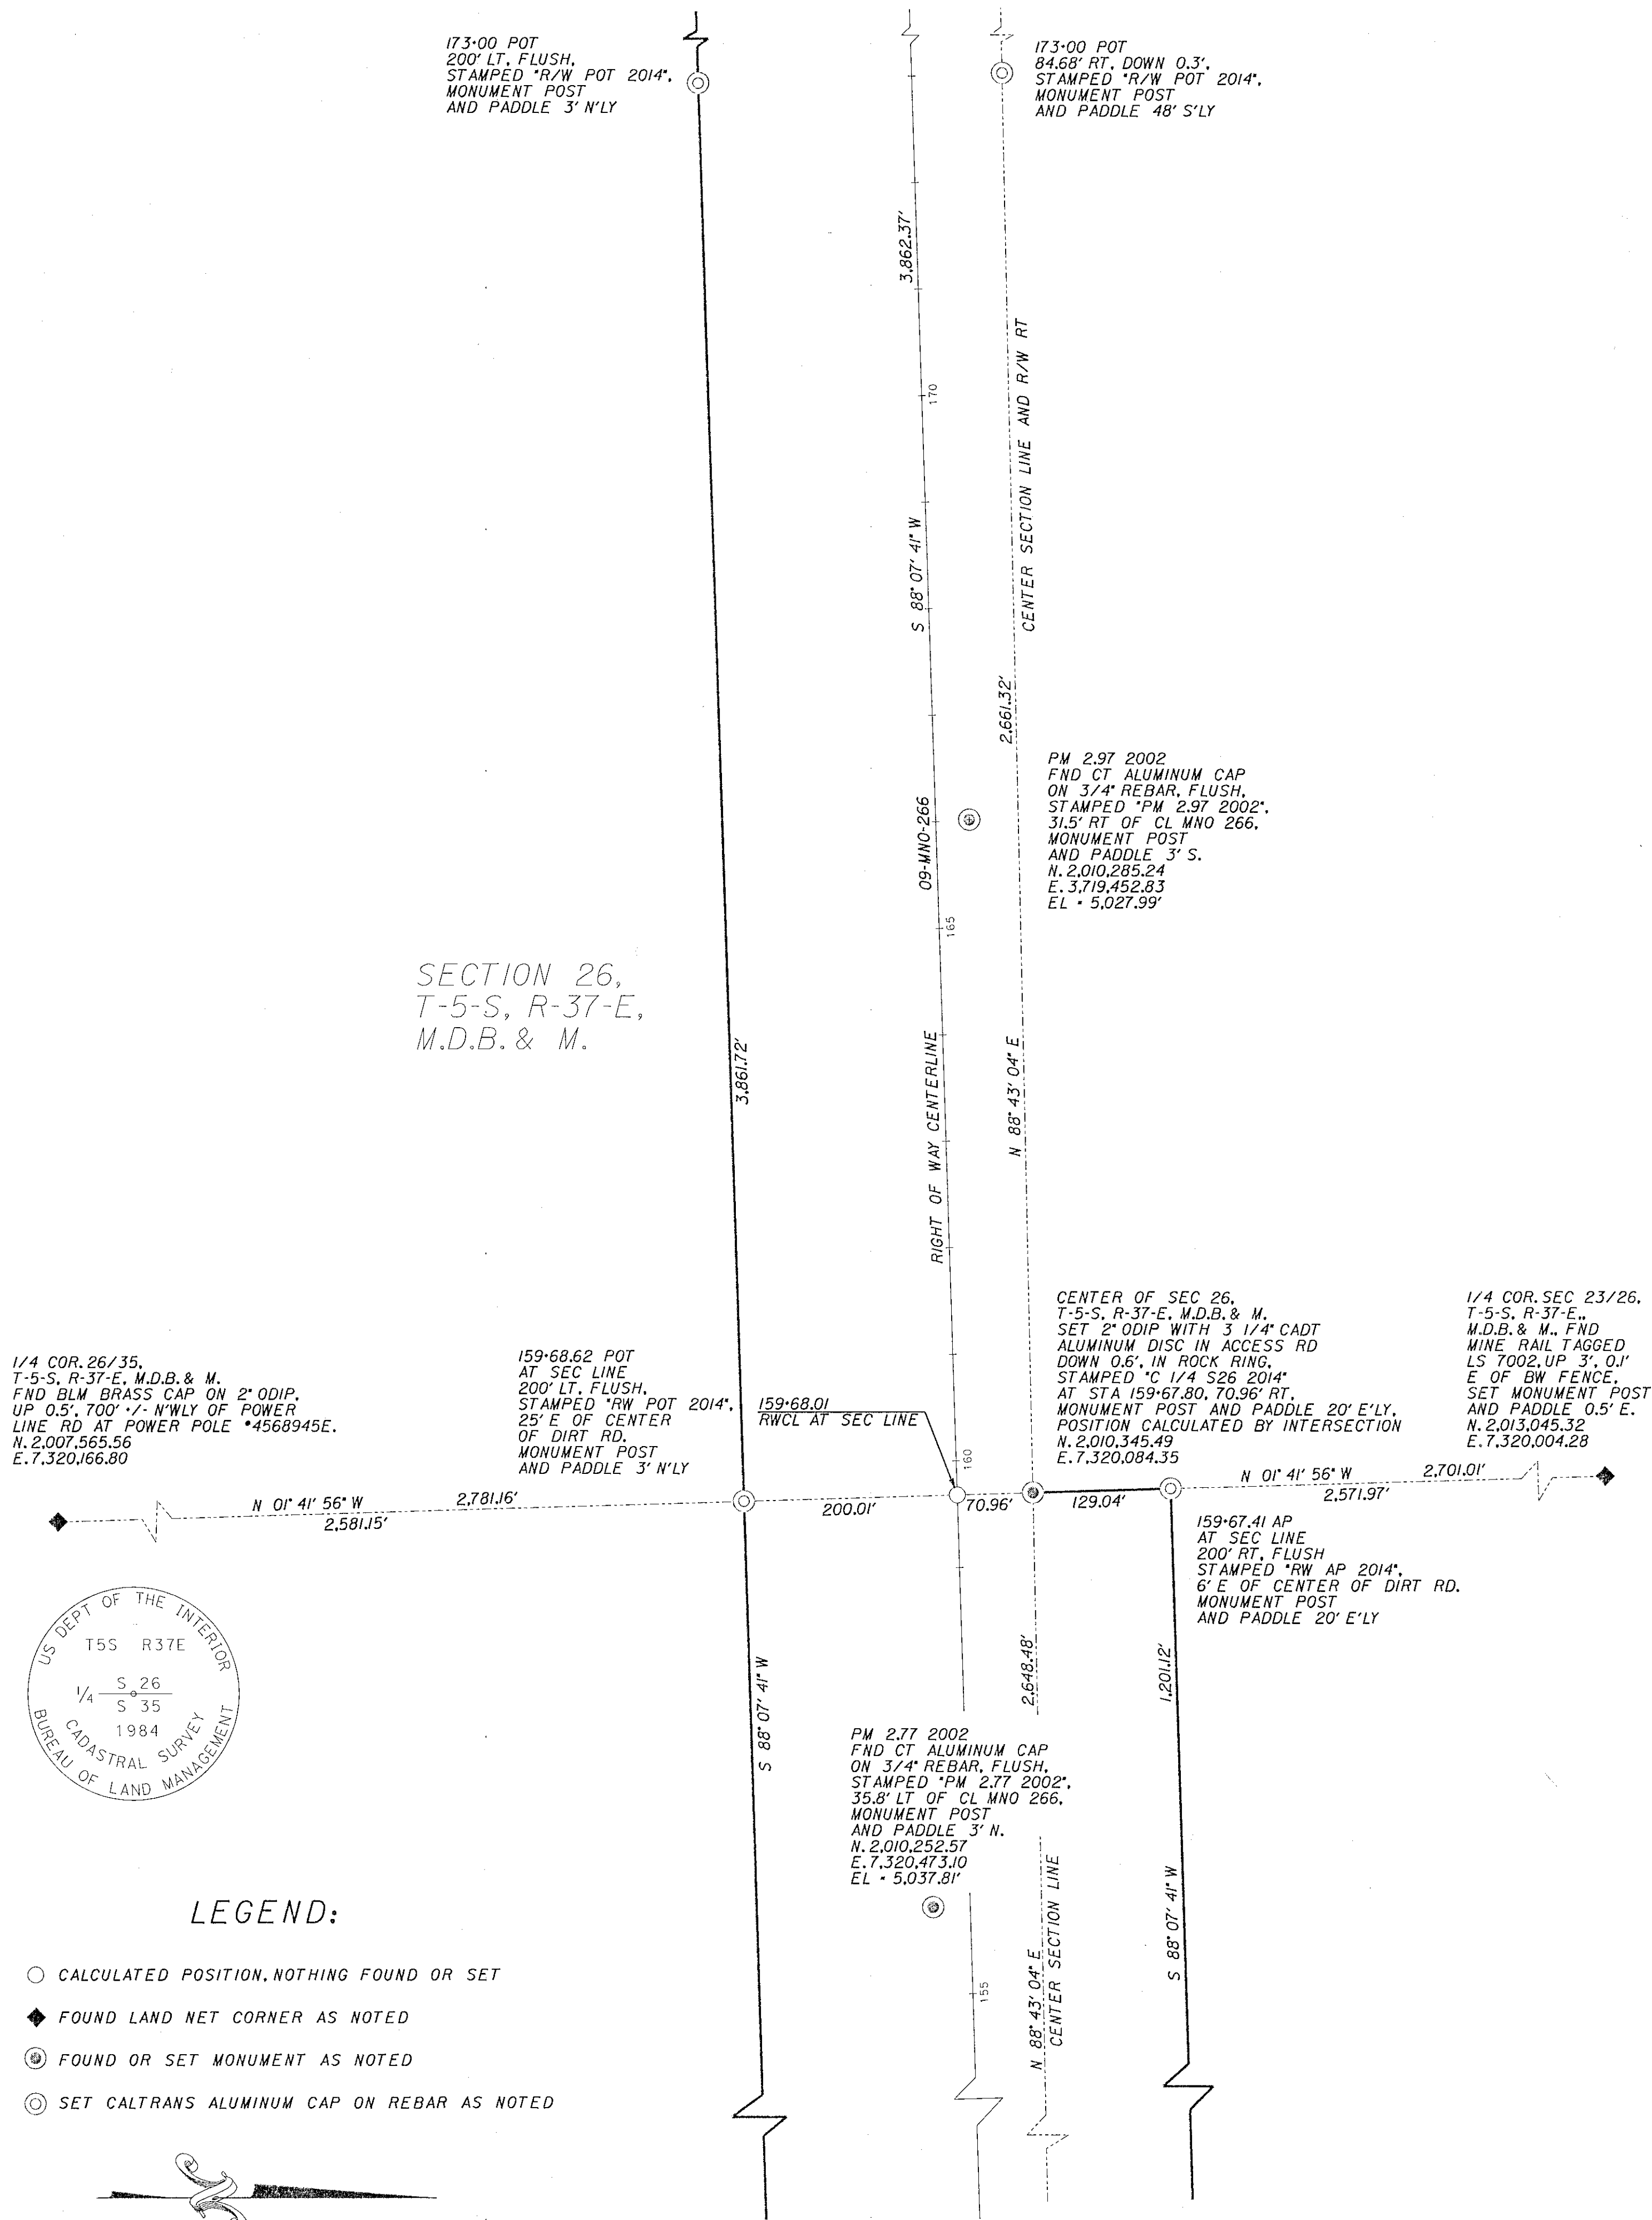 173+00 POT
200' LT, FLUSH,
STAMPED "R/W POT 2014",
MONUMENT POST
AND PADDLE 3' N'LY
173+00 POT
84.68' RT, DOWN 0.3',
STAMPED "R/W POT 2014",
MONUMENT POST
AND PADDLE 48' S'LY
3,862.37'
170
S 88° 07' 41" W
CENTER SECTION LINE AND R/W RT
2,661.32'
PM 2.97 2002
FND CT ALUMINUM CAP
ON 3/4" REBAR, FLUSH,
STAMPED "PM 2.97 2002",
31.5' RT OF CL MNO 266,
MONUMENT POST
AND PADDLE 3' S.
N. 2,010,285.24
E. 3,719,452.83
EL = 5,027.99'
09-MNO-266
165
SECTION 26,
T-5-S, R-37-E,
M.D.B. & M.
3,861.72'
RIGHT OF WAY CENTERLINE
N 88° 43' 04" E
1/4 COR. 26/35,
T-5-S, R-37-E, M.D.B. & M.
FND BLM BRASS CAP ON 2" ODIP,
UP 0.5', 700' +/- N'WLY OF POWER
LINE RD AT POWER POLE #4568945E.
N. 2,007,565.56
E. 7,320,166.80
159+68.62 POT
AT SEC LINE
200' LT, FLUSH,
STAMPED "RW POT 2014",
25' E OF CENTER
OF DIRT RD.
MONUMENT POST
AND PADDLE 3' N'LY
159+68.01
RWCL AT SEC LINE
160
CENTER OF SEC 26,
T-5-S, R-37-E, M.D.B. & M.
SET 2" ODIP WITH 3 1/4" CADT
ALUMINUM DISC IN ACCESS RD
DOWN 0.6', IN ROCK RING,
STAMPED "C 1/4 S26 2014"
AT STA 159+67.80, 70.96' RT,
MONUMENT POST AND PADDLE 20' E'LY,
POSITION CALCULATED BY INTERSECTION
N. 2,010,345.49
E. 7,320,084.35
1/4 COR. SEC 23/26,
T-5-S, R-37-E.,
M.D.B. & M., FND
MINE RAIL TAGGED
LS 7002, UP 3', 0.1'
E OF BW FENCE,
SET MONUMENT POST
AND PADDLE 0.5' E.
N. 2,013,045.32
E. 7,320,004.28
N 01° 41' 56" W
2,781.16'
2,581.15'
200.01'
70.96'
129.04'
N 01° 41' 56" W
2,701.01'
2,571.97'
159+67.41 AP
AT SEC LINE
200' RT, FLUSH
STAMPED "RW AP 2014",
6' E OF CENTER OF DIRT RD.
MONUMENT POST
AND PADDLE 20' E'LY
US DEPT OF THE INTERIOR
T5S R37E
1/4 S 26
S 35
1984
CADASTRAL SURVEY
BUREAU OF LAND MANAGEMENT
S 88° 07' 41" W
2,648.48'
1,201.12'
PM 2.77 2002
FND CT ALUMINUM CAP
ON 3/4" REBAR, FLUSH,
STAMPED "PM 2.77 2002",
35.8' LT OF CL MNO 266,
MONUMENT POST
AND PADDLE 3' N.
N. 2,010,252.57
E. 7,320,473.10
EL = 5,037.81'
155
N 88° 43' 04" E
CENTER SECTION LINE
S 88° 07' 41" W
LEGEND:
CALCULATED POSITION, NOTHING FOUND OR SET
FOUND LAND NET CORNER AS NOTED
FOUND OR SET MONUMENT AS NOTED
SET CALTRANS ALUMINUM CAP ON REBAR AS NOTED